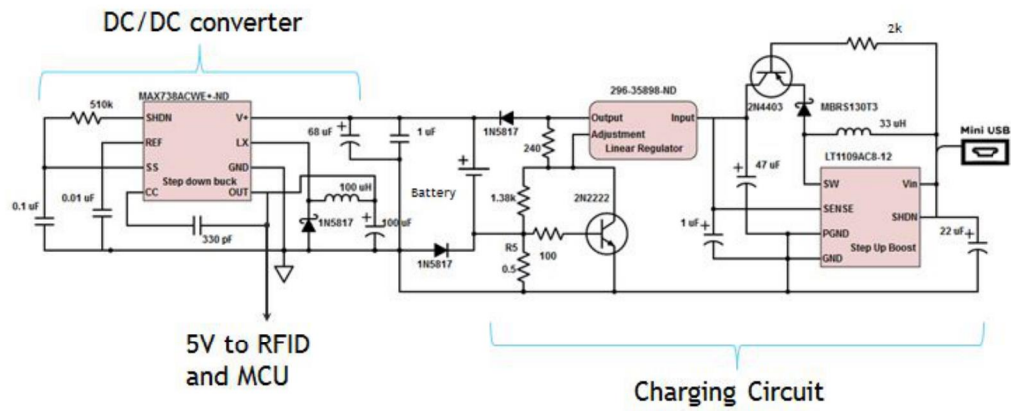 DC/DC converter
2k
MAX738ACWE+-ND
296-35898-ND
2N4403
MBRS130T3
510k
SHDN
V+
68 uF
1 uF
1N5817
Output
Input
Adjustment
Linear Regulator
33 uH
Mini USB
REF
LX
240
47 uF
LT1109AC8-12
SS
GND
Step down buck
CC
OUT
100 uH
Battery
1.38k
2N2222
SW
Vin
SENSE
SHDN
0.1 uF
0.01 uF
1N5817
100 uF
1 uF
PGND
Step Up Boost
GND
22 uF
330 pF
R5
100
0.5
1N5817
5V to RFID
and MCU
Charging Circuit